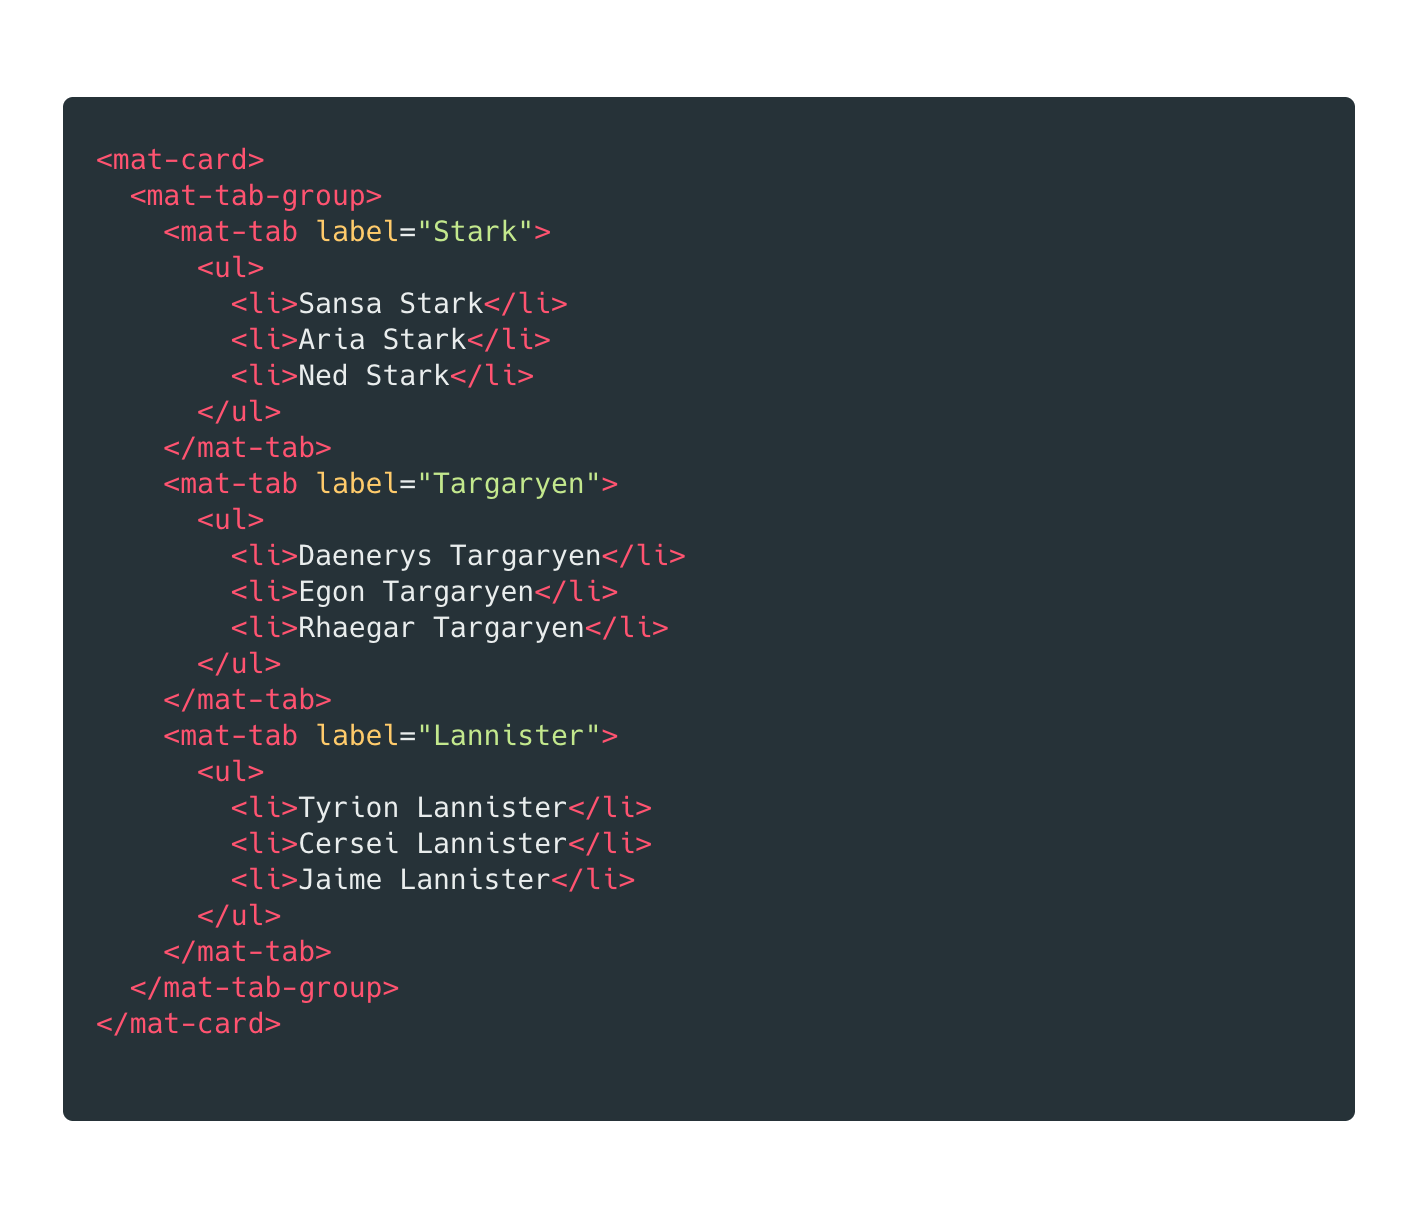 <mat-card>
  <mat-tab-group>
    <mat-tab label="Stark">
      <ul>
        <li>Sansa Stark</li>
        <li>Aria Stark</li>
        <li>Ned Stark</li>
      </ul>
    </mat-tab>
    <mat-tab label="Targaryen">
      <ul>
        <li>Daenerys Targaryen</li>
        <li>Egon Targaryen</li>
        <li>Rhaegar Targaryen</li>
      </ul>
    </mat-tab>
    <mat-tab label="Lannister">
      <ul>
        <li>Tyrion Lannister</li>
        <li>Cersei Lannister</li>
        <li>Jaime Lannister</li>
      </ul>
    </mat-tab>
  </mat-tab-group>
</mat-card>